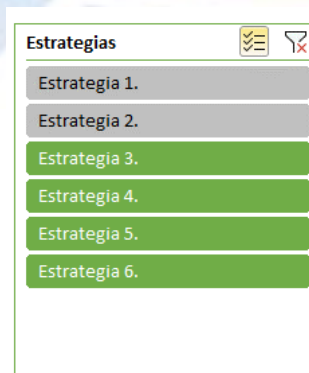 Estrategias
Estrategia 1.
Estrategia 2.
Estrategia 3.
Estrategia 4.
Estrategia 5.
Estrategia 6.